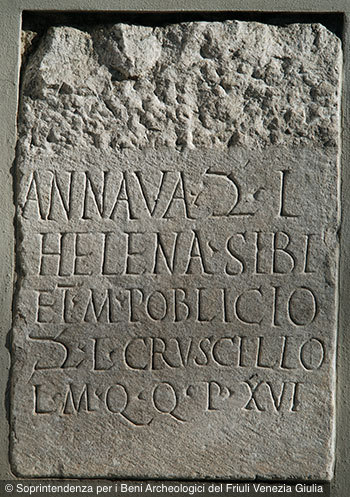 ANNAVA · Ɔ · L
HELENA · SIBI
ET · M · POBLICIO
Ɔ · L · CRVSCILLO
L · M · Q · Q · P · XVI
© Soprintendenza per i Beni Archeologici del Friuli Venezia Giulia